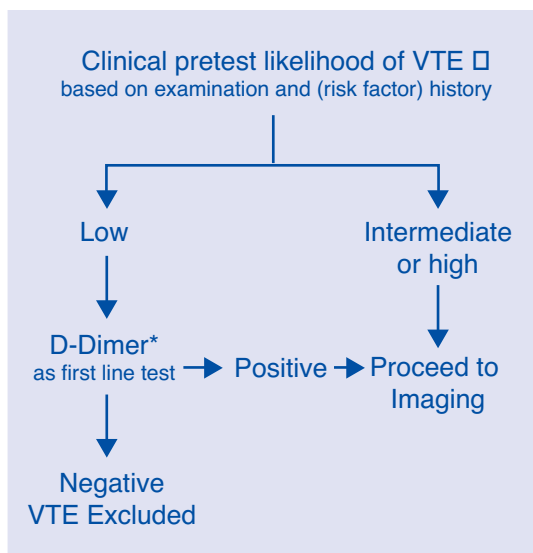 Clinical pretest likelihood of VTE □
based on examination and (risk factor) history
Low
Intermediate
or high
D-Dimer*
as first line test
Positive
Proceed to
Imaging
Negative
VTE Excluded